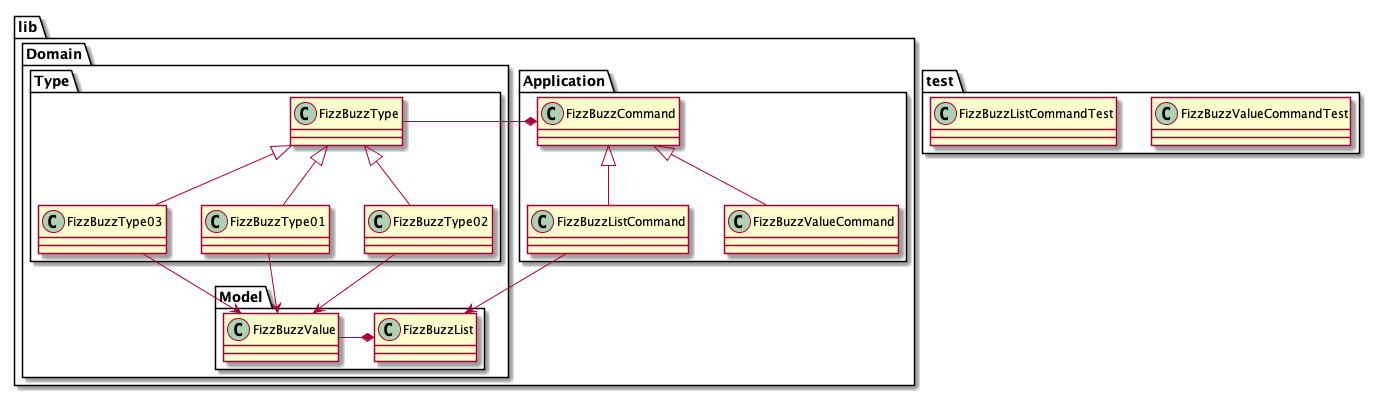 lib
Domain
Type
C FizzBuzzType
C FizzBuzzType03
C FizzBuzzType01
C FizzBuzzType02
Model
C FizzBuzzValue
C FizzBuzzList
Application
C FizzBuzzCommand
C FizzBuzzListCommand
C FizzBuzzValueCommand
test
C FizzBuzzListCommandTest
C FizzBuzzValueCommandTest